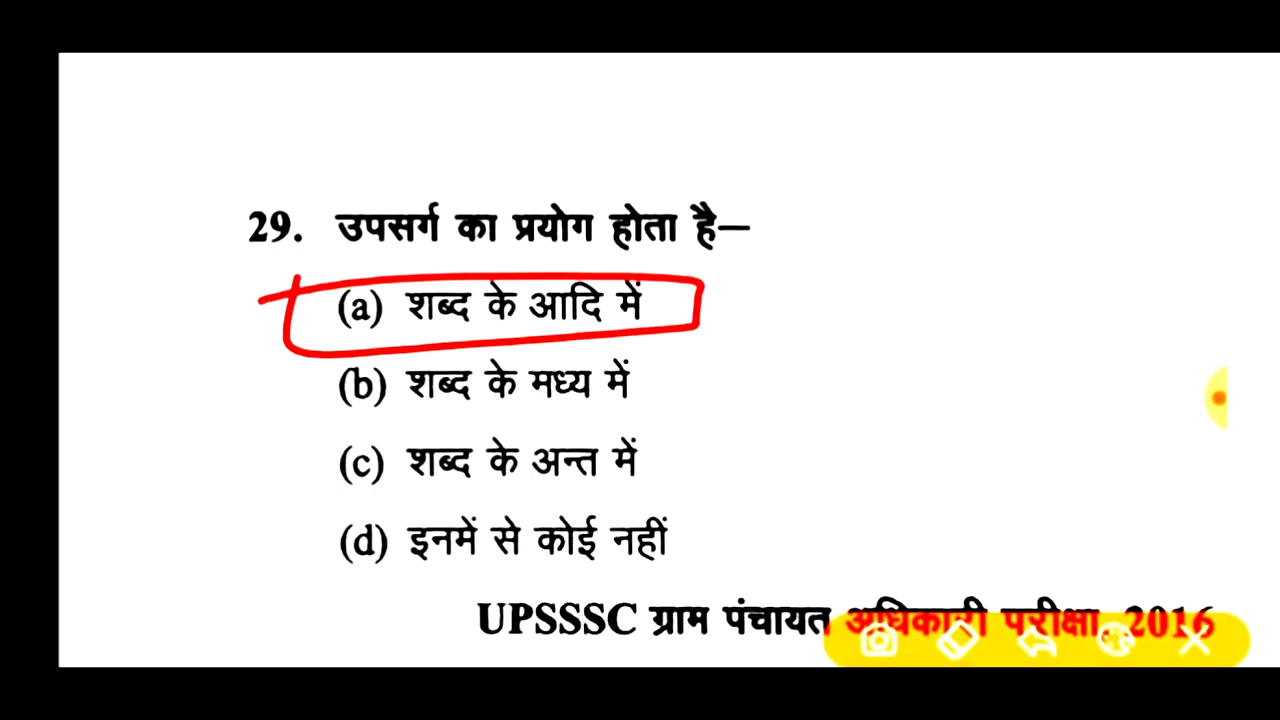 29. उपसर्ग का प्रयोग होता है–
(a) शब्द के आदि में
(b) शब्द के मध्य में
(c) शब्द के अन्त में
(d) इनमें से कोई नहीं
UPSSSC ग्राम पंचायत अधिकारी परीक्षा, 2016